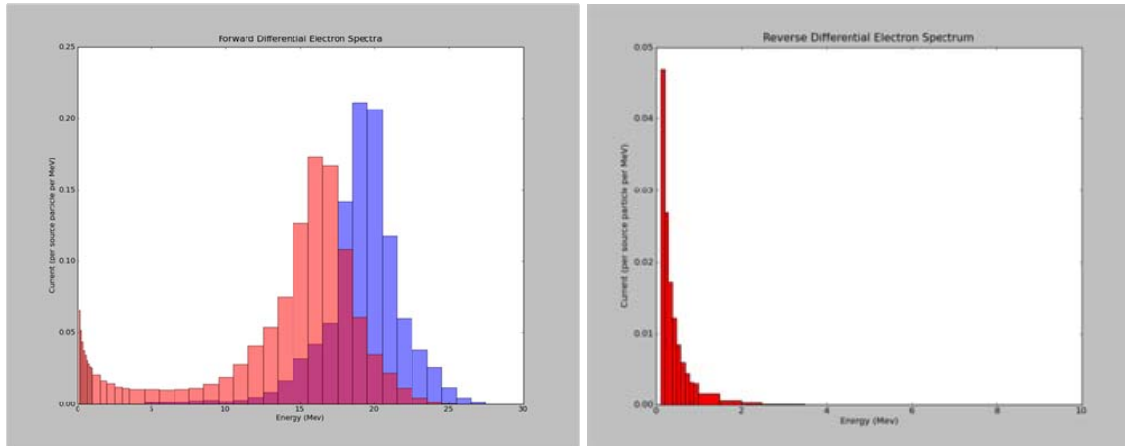 Forward Differential Electron Spectra
Current (per source particle per MeV)
0.25
0.20
0.15
0.10
0.05
0.00
0 5 10 15 20 25 30
Energy (Mev)
Reverse Differential Electron Spectrum
Current (per source particle per MeV)
0.05
0.04
0.03
0.02
0.01
0.00
0 2 4 6 8 10
Energy (Mev)